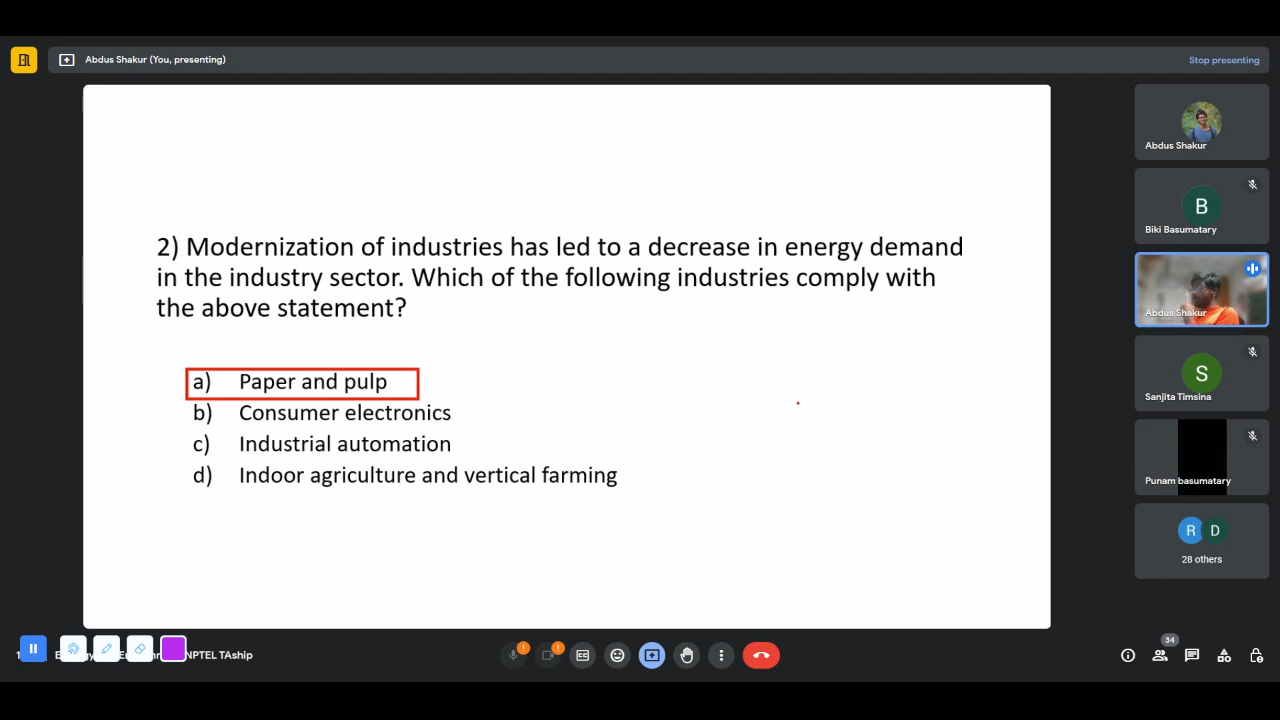 Abdus Shakur (You, presenting)
Stop presenting
2) Modernization of industries has led to a decrease in energy demand
in the industry sector. Which of the following industries comply with
the above statement?
a) Paper and pulp
b) Consumer electronics
c) Industrial automation
d) Indoor agriculture and vertical farming
Abdus Shakur
B
Biki Basumatary
Abdus Shakur
S
Sanjita Timsina
Punam basumatary
R D
28 others
NPTEL TAship
34